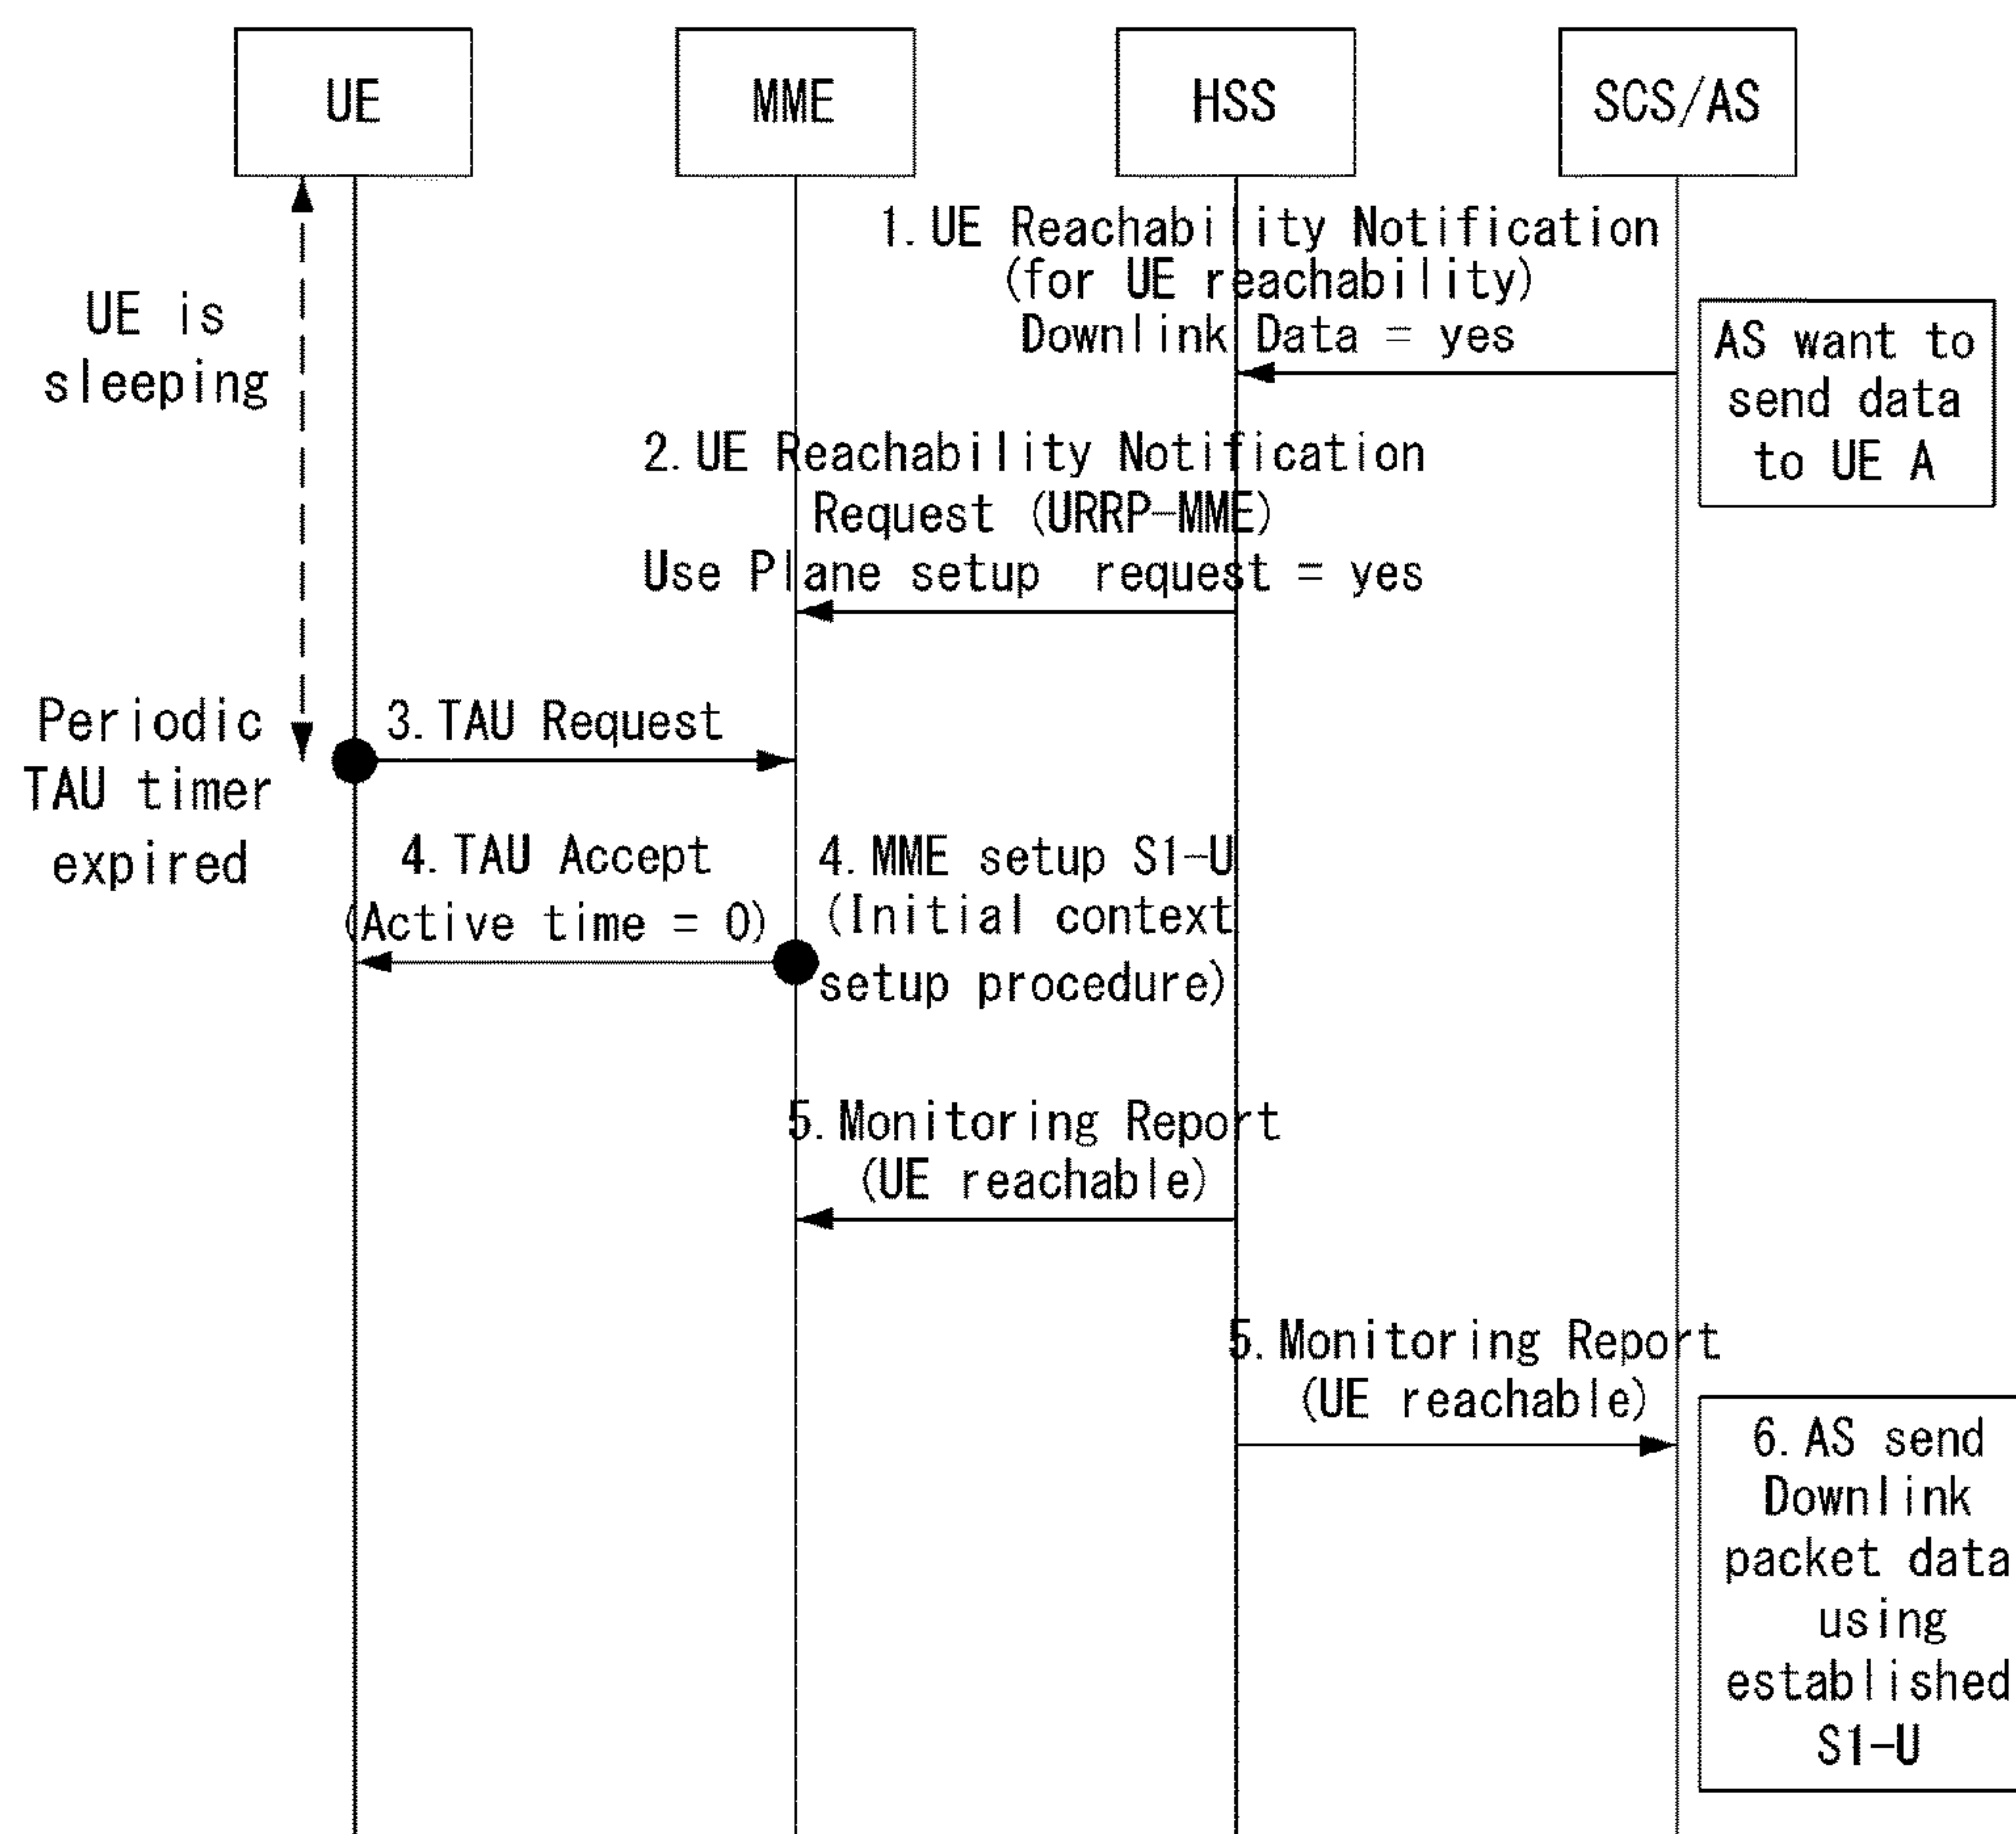 UE
MME
HSS
SCS/AS
1. UE Reachability Notification
(for UE reachability)
Downlink Data = yes
UE is
sleeping
AS want to
send data
to UE A
2. UE Reachability Notification
Request (URRP-MME)
Use Plane setup request = yes
Periodic
TAU timer
expired
3. TAU Request
4. TAU Accept
(Active time = 0)
4. MME setup S1-U
(Initial context
setup procedure)
5. Monitoring Report
(UE reachable)
5. Monitoring Report
(UE reachable)
6. AS send
Downlink
packet data
using
established
S1-U